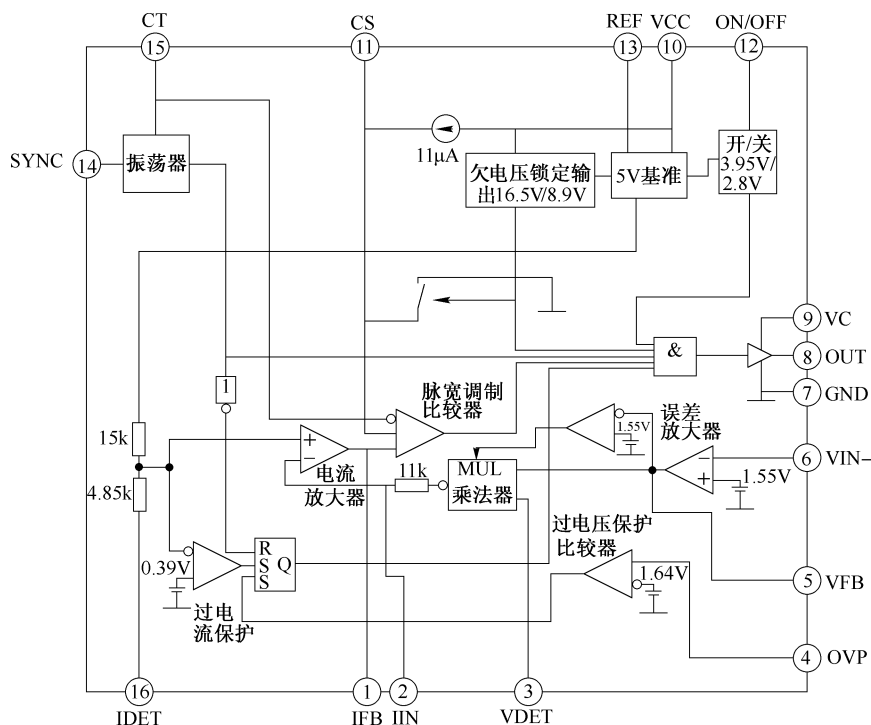 CT
CS
REF
VCC
ON/OFF
15
11
13
10
12
SYNC
14
振荡器
11μA
欠电压锁定输
出16.5V/8.9V
5V基准
开/关
3.95V/
2.8V
9
VC
&
8
OUT
7
GND
1
脉宽调制
比较器
误差
放大器
15k
+
−
电流
放大器
11k
MUL
乘法器
1.55V
−
+
1.55V
6
VIN−
4.85k
过电压保护
比较器
0.39V
R
S
S
Q
1.64V
5
VFB
过电
流保护
4
OVP
16
1
2
3
IDET
IFB
IIN
VDET